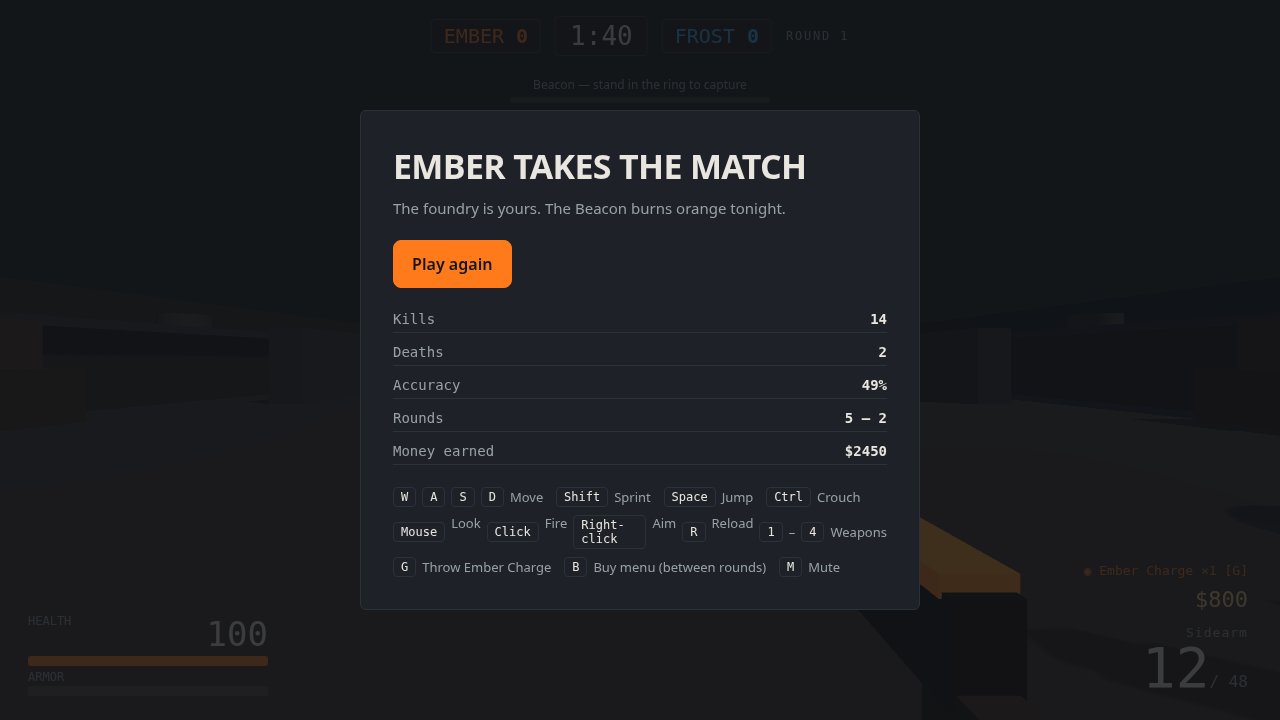 EMBER 0 1:40 FROST 0 ROUND 1
Beacon — stand in the ring to capture
EMBER TAKES THE MATCH
The foundry is yours. The Beacon burns orange tonight.
Play again
Kills 14
Deaths 2
Accuracy 49%
Rounds 5 – 2
Money earned $2450
W A S D Move Shift Sprint Space Jump Ctrl Crouch
Mouse Look Click Fire Right-click Aim R Reload 1 – 4 Weapons
G Throw Ember Charge B Buy menu (between rounds) M Mute
HEALTH 100
ARMOR
● Ember Charge ×1 [G]
$800
Sidearm
12 / 48